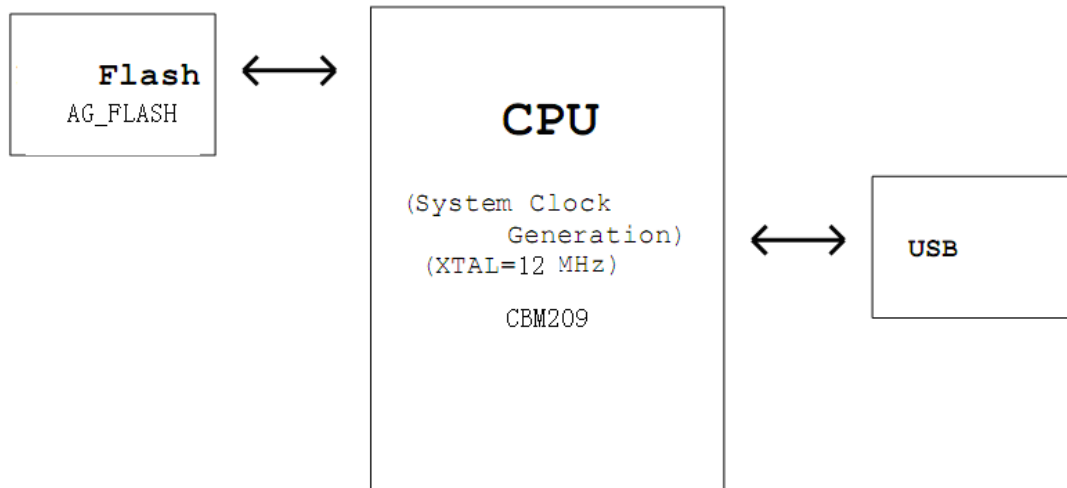 Flash
AG_FLASH
CPU
(System Clock
Generation)
(XTAL=12 MHz)
CBM209
USB